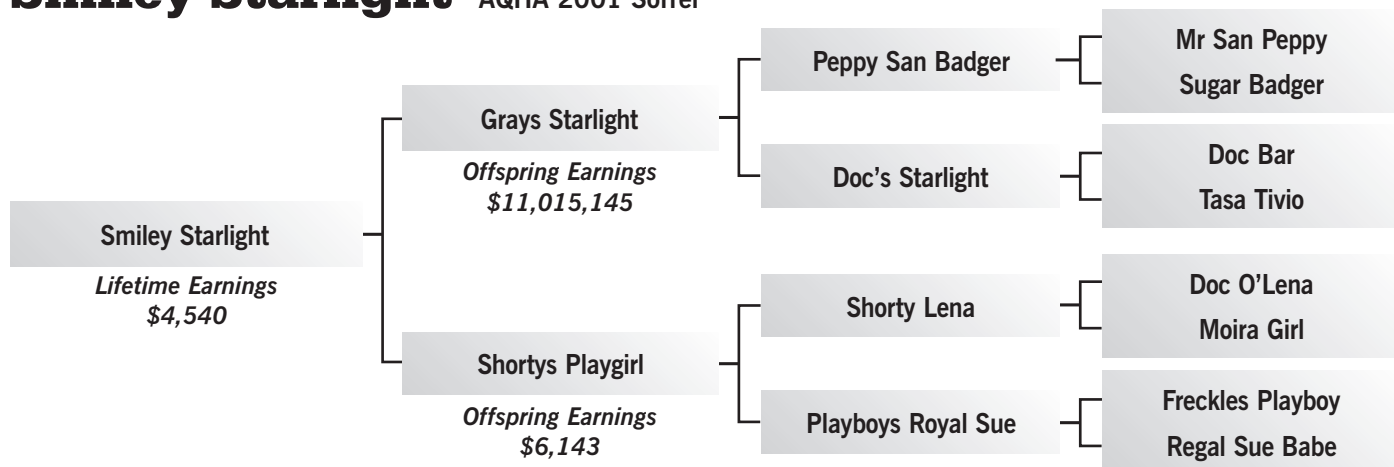 Smiley Starlight AQHA 2001 Sorrel
Peppy San Badger
Mr San Peppy
Sugar Badger
Grays Starlight
Offspring Earnings
$11,015,145
Doc's Starlight
Doc Bar
Tasa Tivio
Smiley Starlight
Lifetime Earnings
$4,540
Shorty Lena
Doc O'Lena
Moira Girl
Shortys Playgirl
Offspring Earnings
$6,143
Playboys Royal Sue
Freckles Playboy
Regal Sue Babe